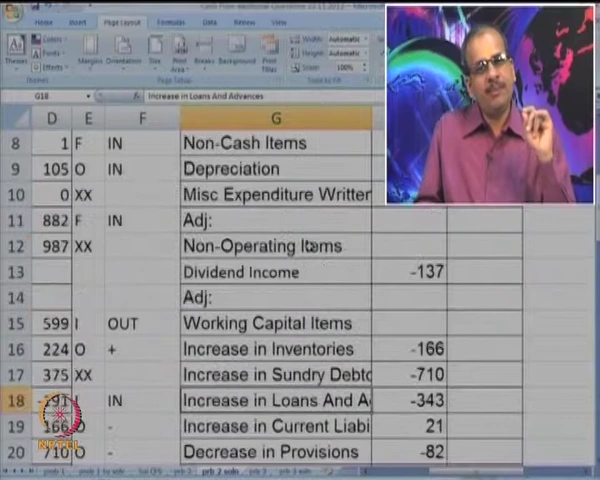 Home Insert Page Layout Formulas Data Review View
Themes Colors Fonts Effects Margins Orientation Size Print Area Breaks Background Print Titles Width: Automatic Height: Automatic Scale: 100%
G18 Increase in Loans And Advances
D E F G
8 1 F IN Non-Cash Items
9 105 O IN Depreciation
10 0 XX Misc Expenditure Written
11 882 F IN Adj:
12 987 XX Non-Operating Items
13 Dividend Income -137
14 Adj:
15 599 I OUT Working Capital Items
16 224 O + Increase in Inventories -166
17 375 XX Increase in Sundry Debto -710
18 -191 I IN Increase in Loans And A -343
19 166 O - Increase in Current Liabi 21
20 710 O - Decrease in Provisions -82
NPTEL